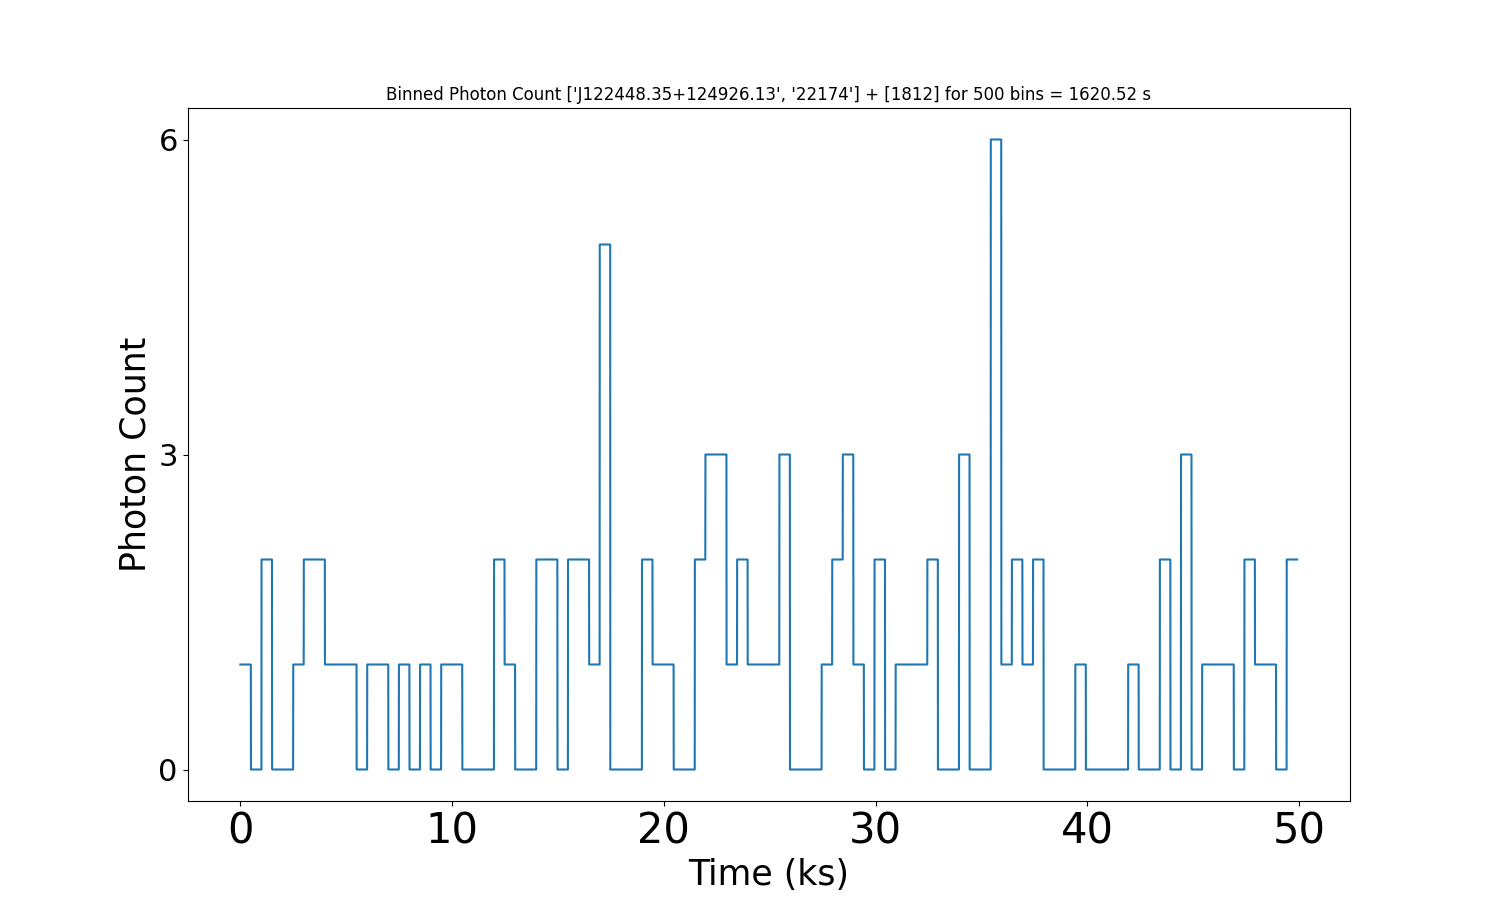 Binned Photon Count ['J122448.35+124926.13', '22174'] + [1812] for 500 bins = 1620.52 s
6
3
0
Photon Count
0 10 20 30 40 50
Time (ks)